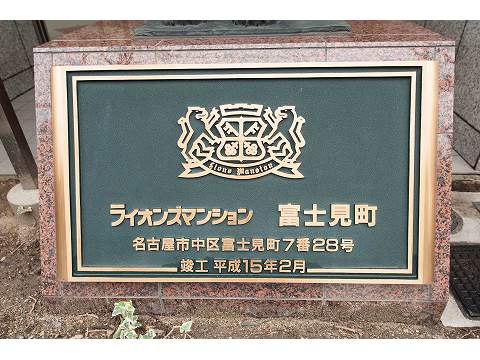 Lions Mansion
ライオンズマンション 富士見町
名古屋市中区富士見町7番28号
竣工 平成15年2月